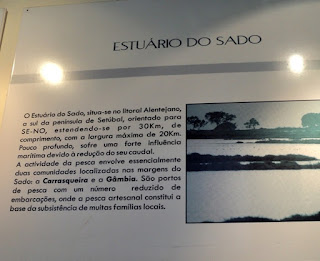 ESTUÁRIO DO SADO
O Estuário do Sado, situa-se no litoral Alentejano,
a sul da península de Setúbal, orientado para
SE-NO, estendendo-se por 30Km, de
comprimento, com a largura máxima de 20Km.
Pouco profundo, sofre uma forte influência
marítima devido à redução do seu caudal.
A actividade da pesca envolve essencialmente
duas comunidades localizadas nas margens do
Sado: a Carrasqueira e a Gâmbia. São portos
de pesca com um número reduzido de
embarcações, onde a pesca artesanal constitui a
base de subsistência de muitas famílias locais.